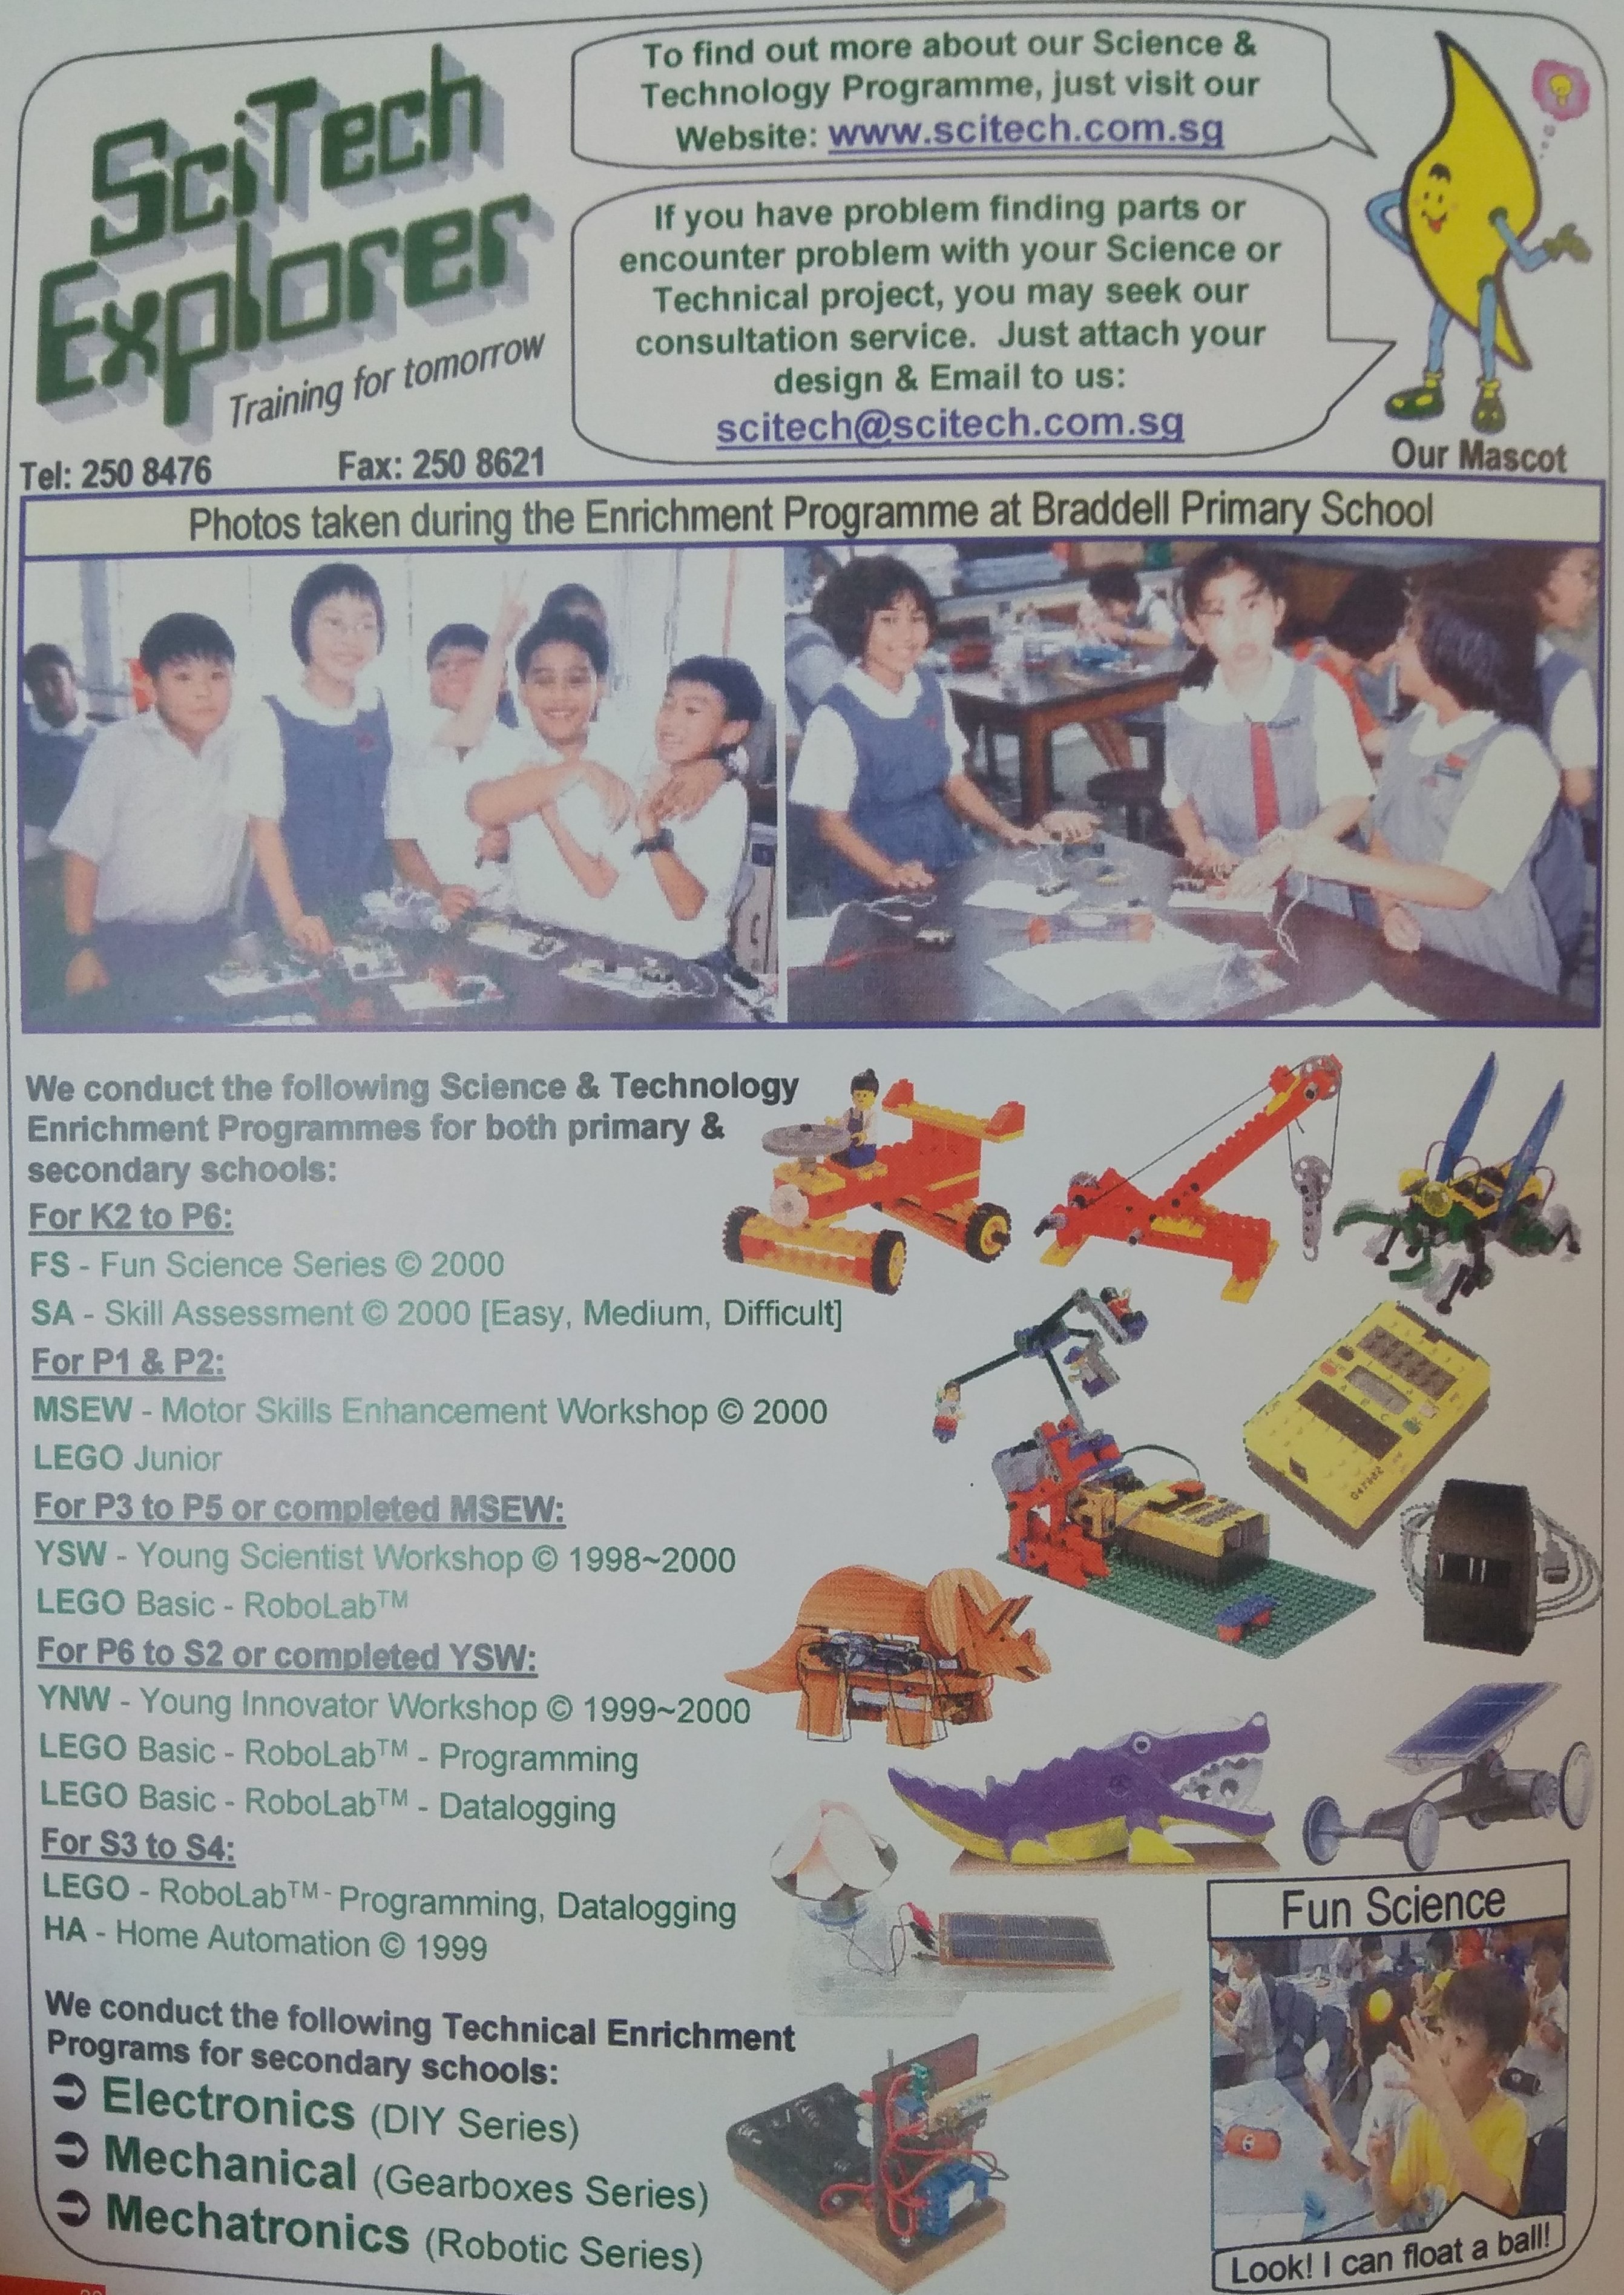 SciTech
Explorer
Training for tomorrow
Tel: 250 8476 Fax: 250 8621
To find out more about our Science &
Technology Programme, just visit our
Website: www.scitech.com.sg
If you have problem finding parts or
encounter problem with your Science or
Technical project, you may seek our
consultation service. Just attach your
design & Email to us:
scitech@scitech.com.sg
Our Mascot
Photos taken during the Enrichment Programme at Braddell Primary School
We conduct the following Science & Technology
Enrichment Programmes for both primary &
secondary schools:
For K2 to P6:
FS - Fun Science Series © 2000
SA - Skill Assessment © 2000 [Easy, Medium, Difficult]
For P1 & P2:
MSEW - Motor Skills Enhancement Workshop © 2000
LEGO Junior
For P3 to P5 or completed MSEW:
YSW - Young Scientist Workshop © 1998~2000
LEGO Basic - RoboLab™
For P6 to S2 or completed YSW:
YNW - Young Innovator Workshop © 1999~2000
LEGO Basic - RoboLab™ - Programming
LEGO Basic - RoboLab™ - Datalogging
For S3 to S4:
LEGO - RoboLab™- Programming, Datalogging
HA - Home Automation © 1999
We conduct the following Technical Enrichment
Programs for secondary schools:
➲ Electronics (DIY Series)
➲ Mechanical (Gearboxes Series)
➲ Mechatronics (Robotic Series)
Fun Science
Look! I can float a ball!